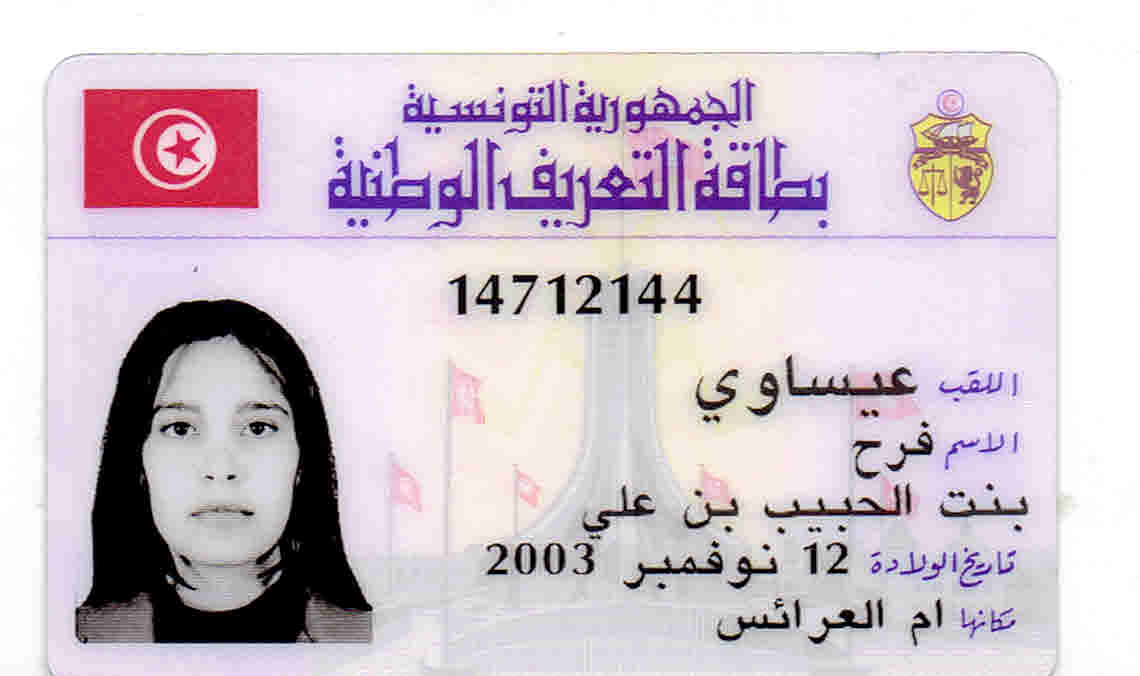 الجمهورية التونسية
بطاقة التعريف الوطنية
14712144
اللقب عيساوي
الاسم فرح
بنت الحبيب بن علي
تاريخ الولادة 12 نوفمبر 2003
مكانها ام العرائس